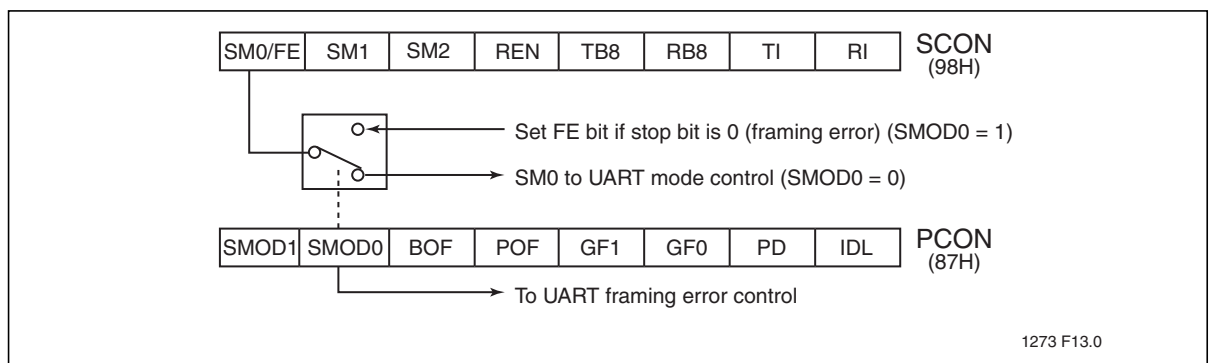 SM0/FE SM1 SM2 REN TB8 RB8 TI RI SCON
(98H)
Set FE bit if stop bit is 0 (framing error) (SMOD0 = 1)
SM0 to UART mode control (SMOD0 = 0)
SMOD1 SMOD0 BOF POF GF1 GF0 PD IDL PCON
(87H)
To UART framing error control
1273 F13.0